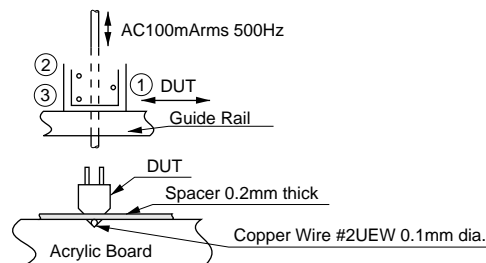 AC100mArms 500Hz
②
① DUT
③
Guide Rail
DUT
Spacer 0.2mm thick
Copper Wire #2UEW 0.1mm dia.
Acrylic Board